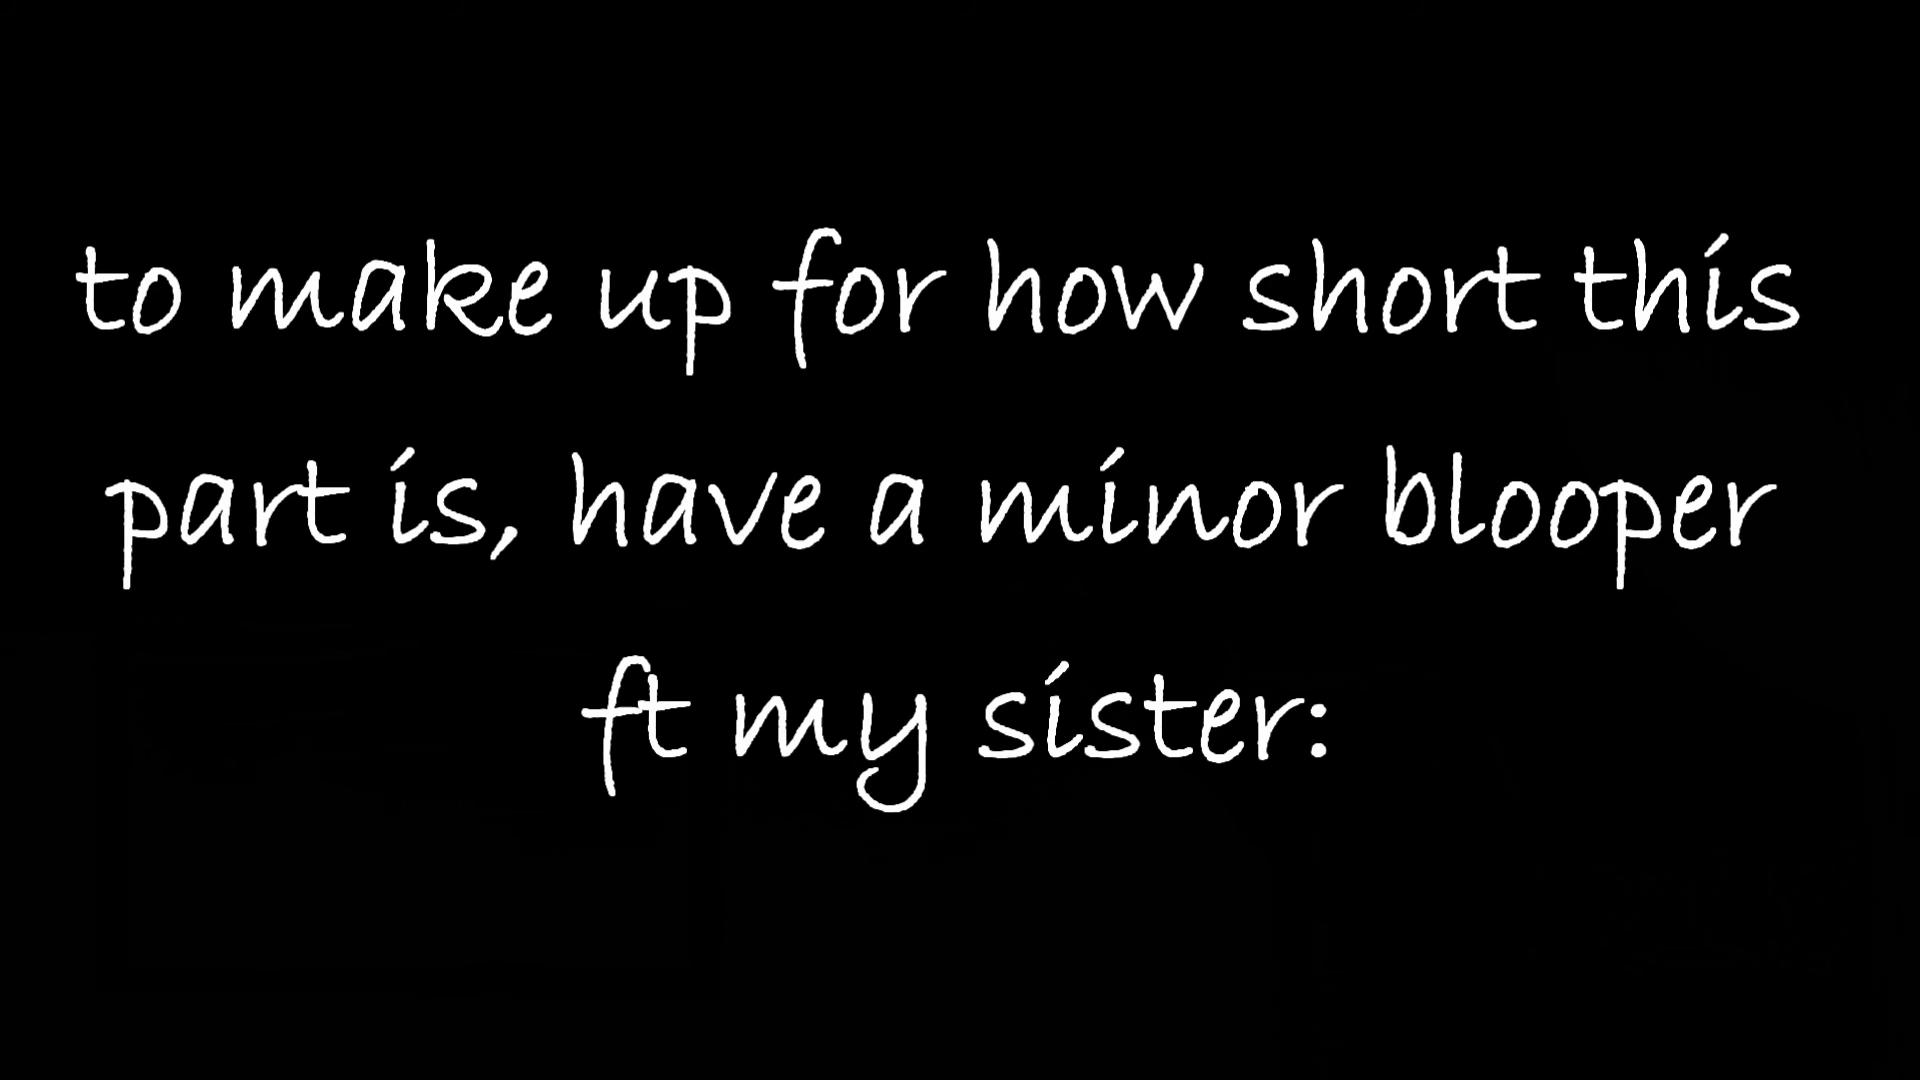 to make up for how short this
part is, have a minor blooper
ft my sister: